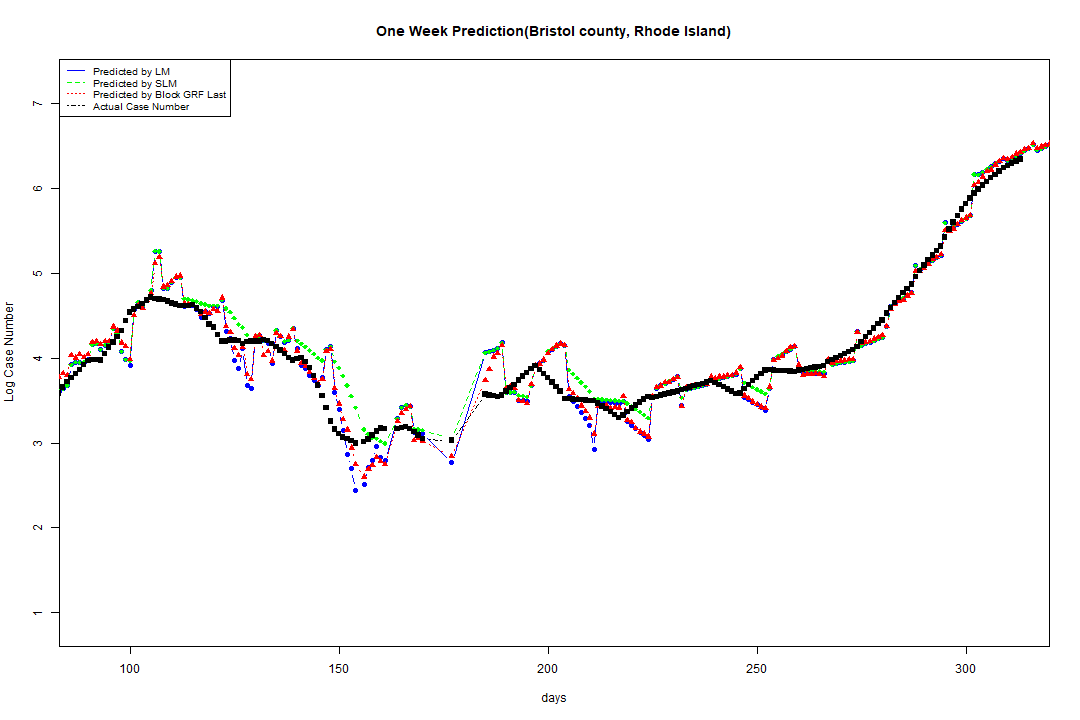 One Week Prediction(Bristol county, Rhode Island)
Predicted by LM
Predicted by SLM
Predicted by Block GRF Last
Actual Case Number
7
6
5
4
3
2
1
Log Case Number
100 150 200 250 300
days